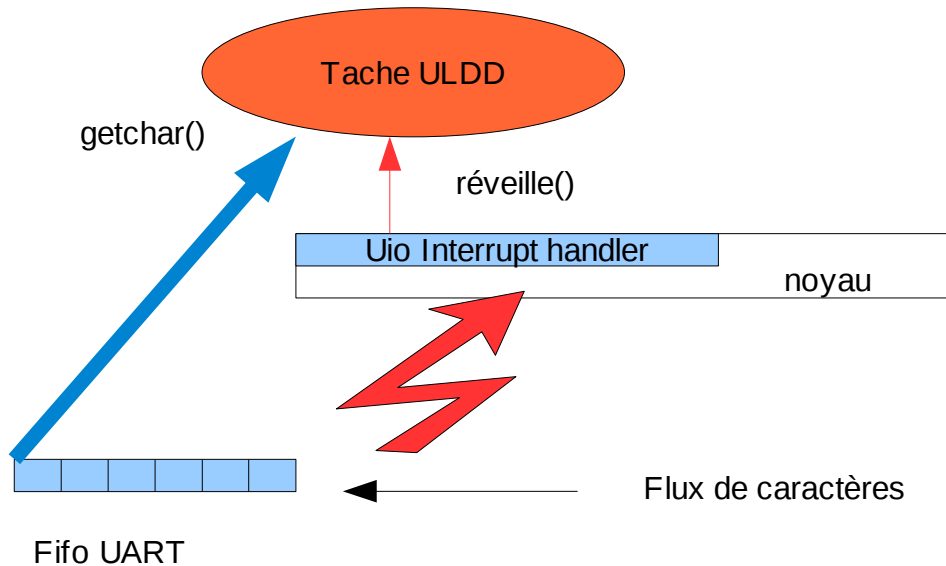 Tache ULDD
getchar()
réveille()
Uio Interrupt handler
noyau
Flux de caractères
Fifo UART